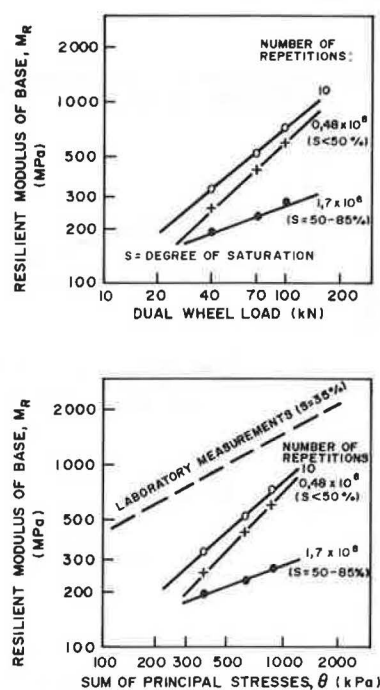 RESILIENT MODULUS OF BASE, MR
(MPa)
2000
1000
500
300
200
100
NUMBER OF
REPETITIONS:
10
0,48 x 10⁶
(S<50%)
1,7 x 10⁶
(S=50-85%)
S = DEGREE OF SATURATION
10 20 40 70 100 200
DUAL WHEEL LOAD (kN)
RESILIENT MODULUS OF BASE, MR
(MPa)
2000
1000
500
300
200
100
LABORATORY MEASUREMENTS (S=35%)
NUMBER OF
REPETITIONS
10
0,48 x 10⁶
(S<50%)
1,7 x 10⁶
(S=50-85%)
100 200 300 500 1000 2000
SUM OF PRINCIPAL STRESSES, θ (kPa)